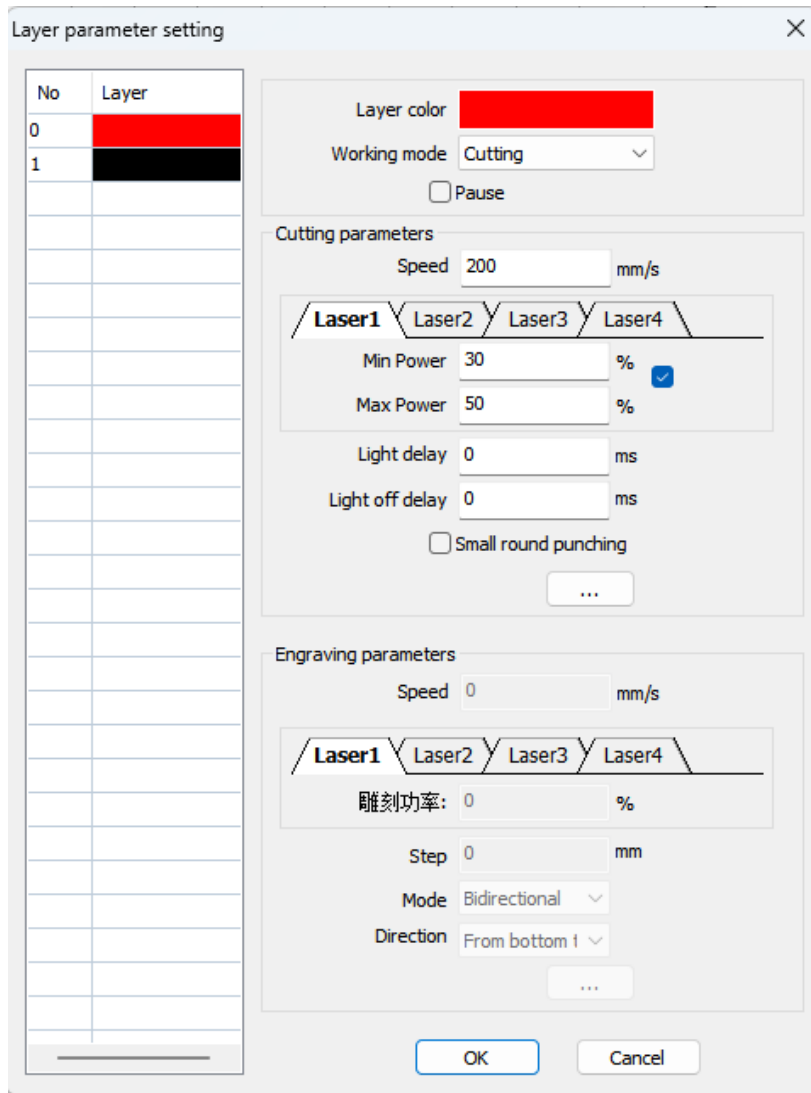 Layer parameter setting
No Layer
0
1
Layer color
Working mode Cutting
Pause
Cutting parameters
Speed 200 mm/s
Laser1 Laser2 Laser3 Laser4
Min Power 30 %
Max Power 50 %
Light delay 0 ms
Light off delay 0 ms
Small round punching
...
Engraving parameters
Speed 0 mm/s
Laser1 Laser2 Laser3 Laser4
雕刻功率: 0 %
Step 0 mm
Mode Bidirectional
Direction From bottom t
...
OK Cancel